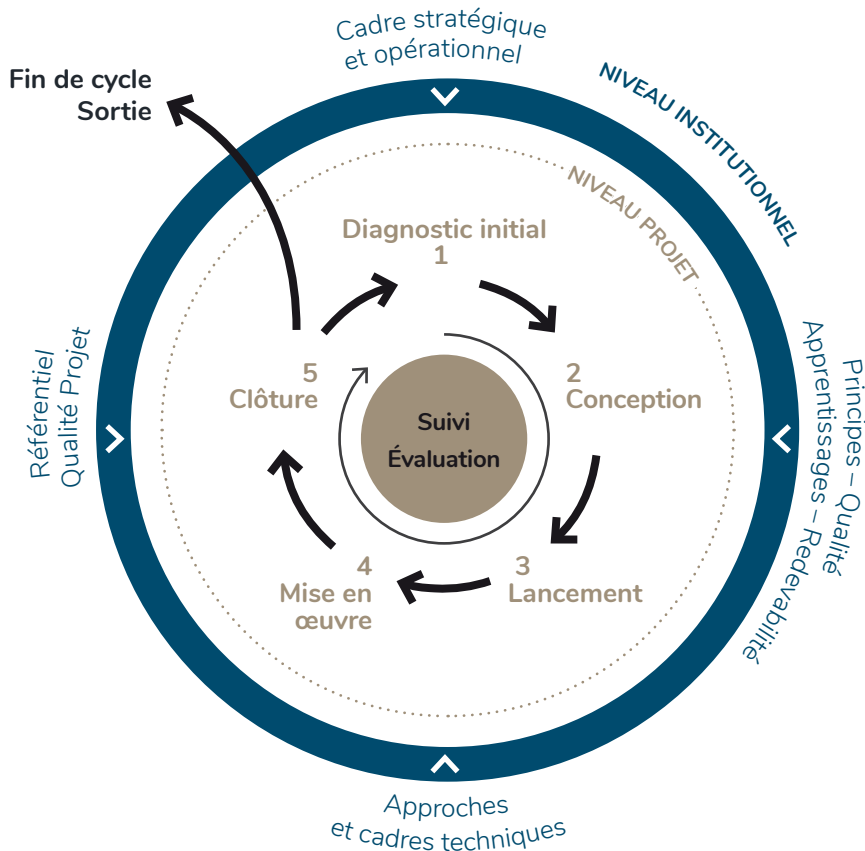 Cadre stratégique
et opérationnel
Fin de cycle
Sortie
NIVEAU INSTITUTIONNEL
NIVEAU PROJET
Diagnostic initial
1
2
Conception
3
Lancement
4
Mise en
œuvre
5
Clôture
Suivi
Évaluation
Référentiel
Qualité Projet
Principes – Qualité
Apprentissages – Redevabilité
Approches
et cadres techniques